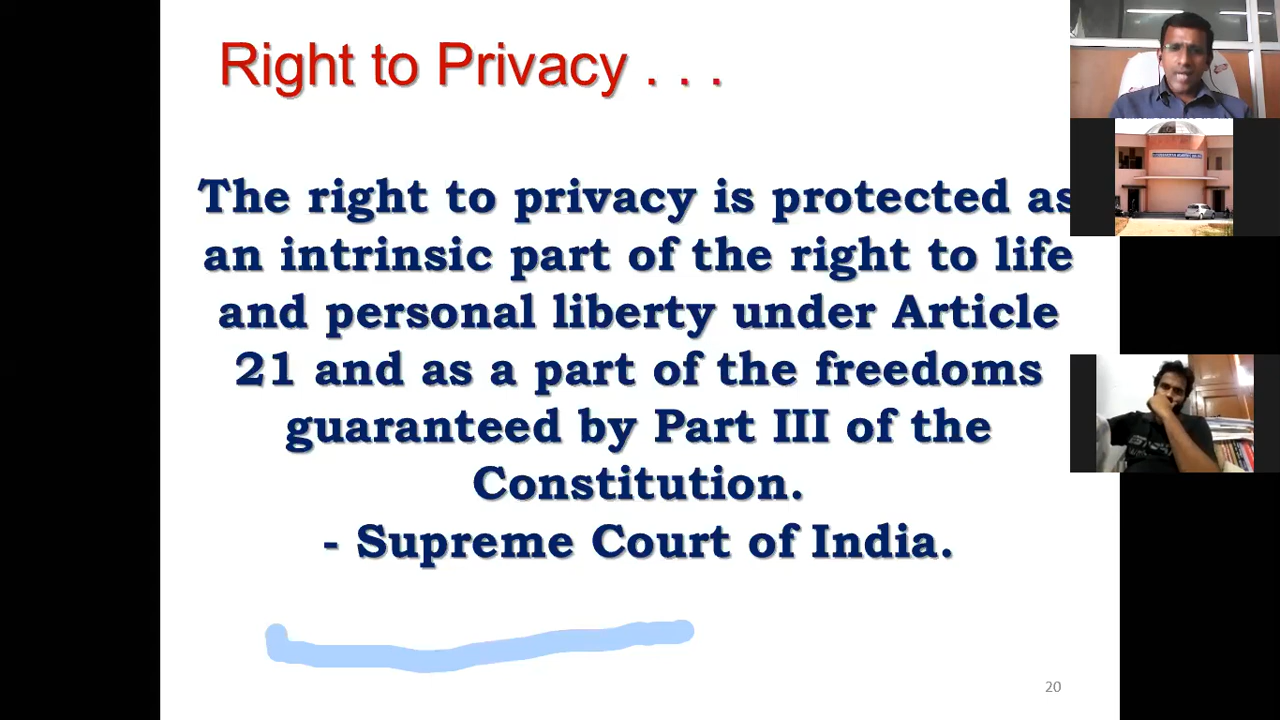 Right to Privacy . . .
The right to privacy is protected as
an intrinsic part of the right to life
and personal liberty under Article
21 and as a part of the freedoms
guaranteed by Part III of the
Constitution.
- Supreme Court of India.
20